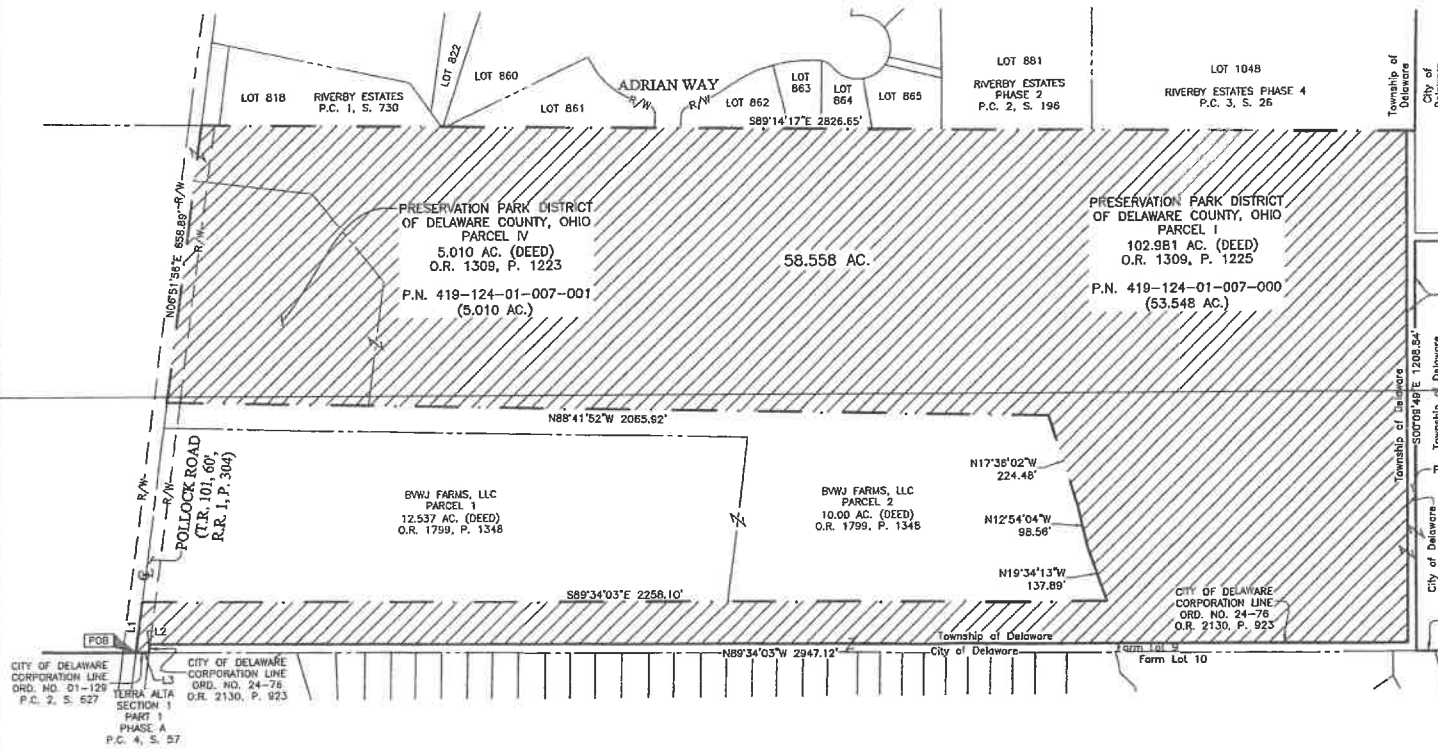 LOT 822
LOT 860
LOT 818
RIVERBY ESTATES
P.C. 1, S. 730
LOT 861
ADRIAN WAY
R/W
R/W
LOT 862
LOT
863
LOT
864
LOT 865
LOT 881
RIVERBY ESTATES
PHASE 2
P.C. 2, S. 196
LOT 1048
RIVERBY ESTATES PHASE 4
P.C. 3, S. 26
Township of
Delaware
City of
S89°14'17"E 2826.65'
N06°51'56"E 658.89'
R/W
R/W
PRESERVATION PARK DISTRICT
OF DELAWARE COUNTY, OHIO
PARCEL IV
5.010 AC. (DEED)
O.R. 1309, P. 1223
P.N. 419-124-01-007-001
(5.010 AC.)
58.558 AC.
PRESERVATION PARK DISTRICT
OF DELAWARE COUNTY, OHIO
PARCEL I
102.981 AC. (DEED)
O.R. 1309, P. 1225
P.N. 419-124-01-007-000
(53.548 AC.)
Township of Delaware
S00°09'49"E 1208.84'
Township of Delaware
City of Delaware
City of Delaware
N88°41'52"W 2065.92'
R/W
R/W
POLLOCK ROAD
(T.R. 101, 60',
R.R. 1, P. 304)
BVWJ FARMS, LLC
PARCEL 1
12.537 AC. (DEED)
O.R. 1799, P. 1348
BVWJ FARMS, LLC
PARCEL 2
10.00 AC. (DEED)
O.R. 1799, P. 1348
N17°38'02"W
224.48'
N12°54'04"W
98.56'
N19°34'13"W
137.89'
S89°34'03"E 2258.10'
CITY OF DELAWARE
CORPORATION LINE
ORD. NO. 24-76
O.R. 2130, P. 923
L1
L2
L3
POB
Township of Delaware
City of Delaware
N89°34'03"W 2947.12'
Farm Lot 9
Farm Lot 10
CITY OF DELAWARE
CORPORATION LINE
ORD. NO. 01-129
P.C. 2, S. 627
TERRA ALTA
SECTION 1
PART 1
PHASE A
P.C. 4, S. 57
CITY OF DELAWARE
CORPORATION LINE
ORD. NO. 24-76
O.R. 2130, P. 923